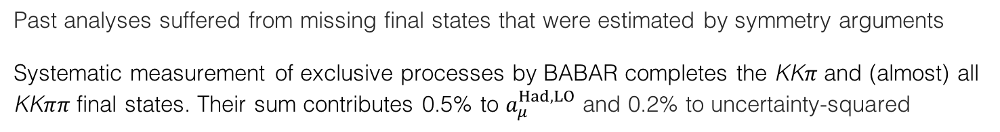 Past analyses suffered from missing final states that were estimated by symmetry arguments
Systematic measurement of exclusive processes by BABAR completes the KKπ and (almost) all
KKππ final states. Their sum contributes 0.5% to a_μ^Had,LO and 0.2% to uncertainty-squared